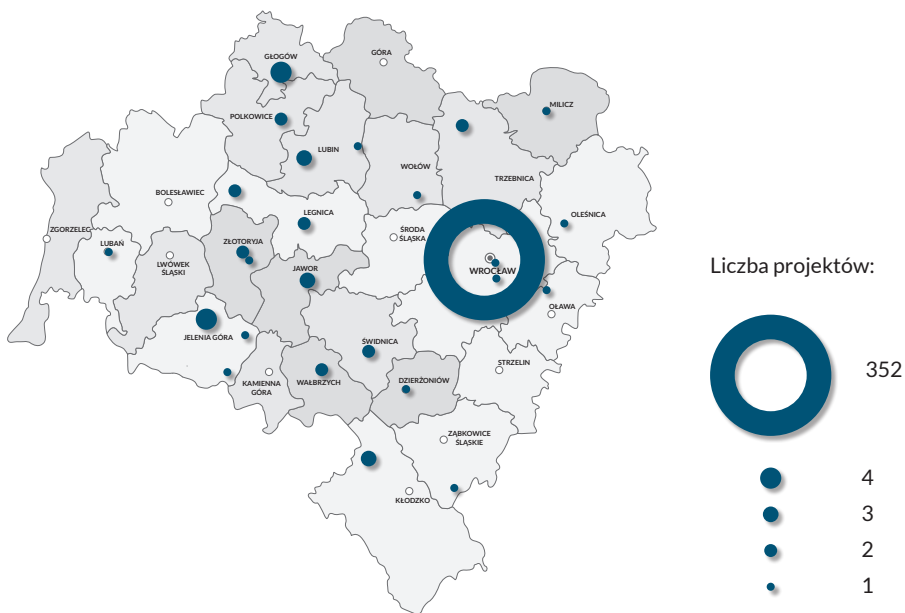 GŁOGÓW
GÓRA
MILICZ
POLKOWICE
LUBIN
WOŁÓW
TRZEBNICA
BOLESŁAWIEC
LEGNICA
OLEŚNICA
ZGORZELEC
LUBAŃ
ZŁOTORYJA
ŚRODA
ŚLĄSKA
LWÓWEK
ŚLĄSKI
JAWOR
WROCŁAW
OŁAWA
JELENIA GÓRA
ŚWIDNICA
STRZELIN
KAMIENNA
GÓRA
WAŁBRZYCH
DZIERŻONIÓW
ZĄBKOWICE
ŚLĄSKIE
KŁODZKO
Liczba projektów:
352
4
3
2
1